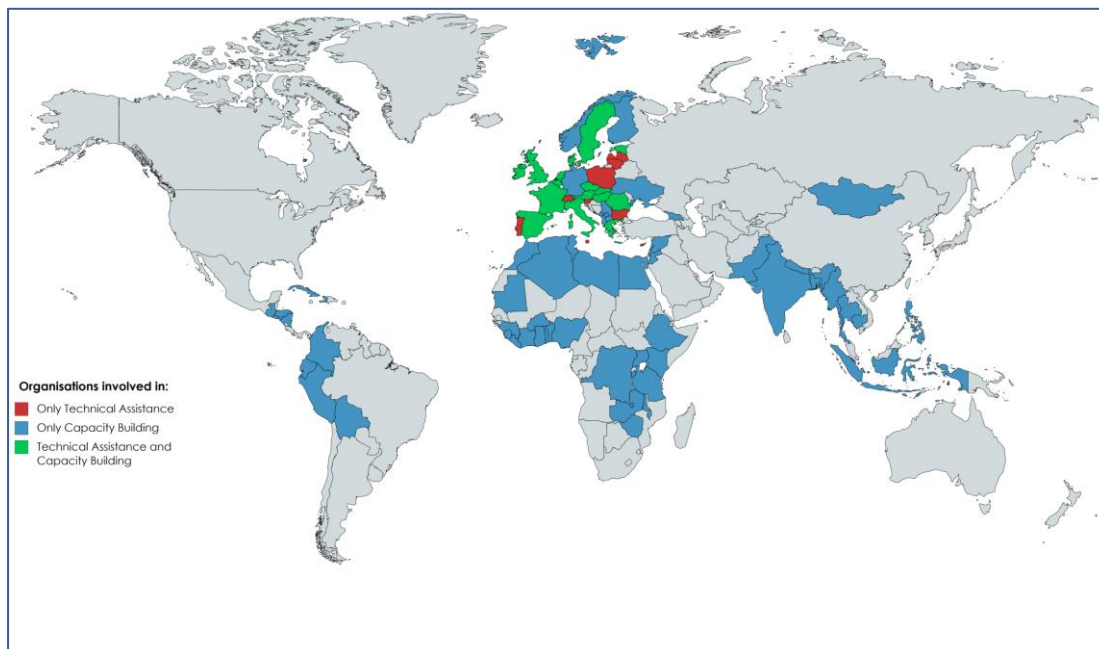 Organisations involved in:
Only Technical Assistance
Only Capacity Building
Technical Assistance and
Capacity Building